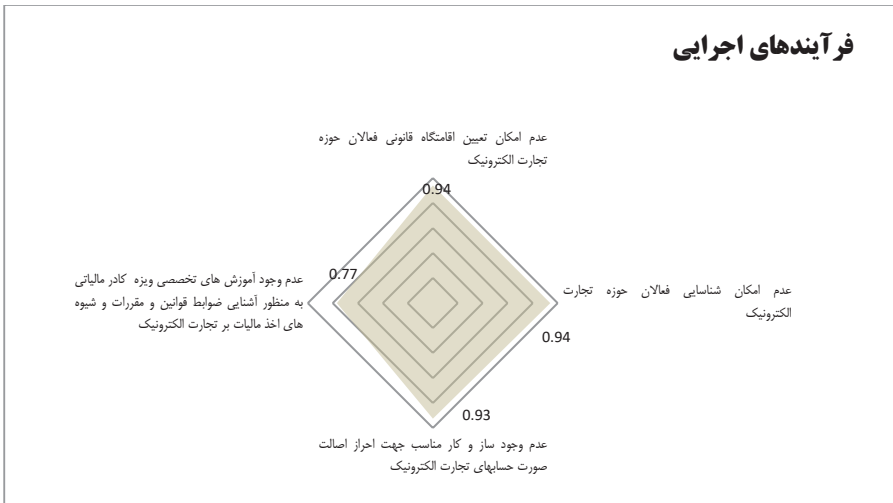 فرآیندهای اجرایی
عدم امکان تعیین اقامتگاه قانونی فعالان حوزه
تجارت الکترونیک
0.94
عدم امکان شناسایی فعالان حوزه تجارت
الکترونیک
0.94
0.93
عدم وجود ساز و کار مناسب جهت احراز اصالت
صورت حسابهای تجارت الکترونیک
0.77
عدم وجود آموزش های تخصصی ویزه کادر مالیاتی
به منظور آشنایی ضوابط قوانین و مقررات و شیوه
های اخذ مالیات بر تجارت الکترونیک